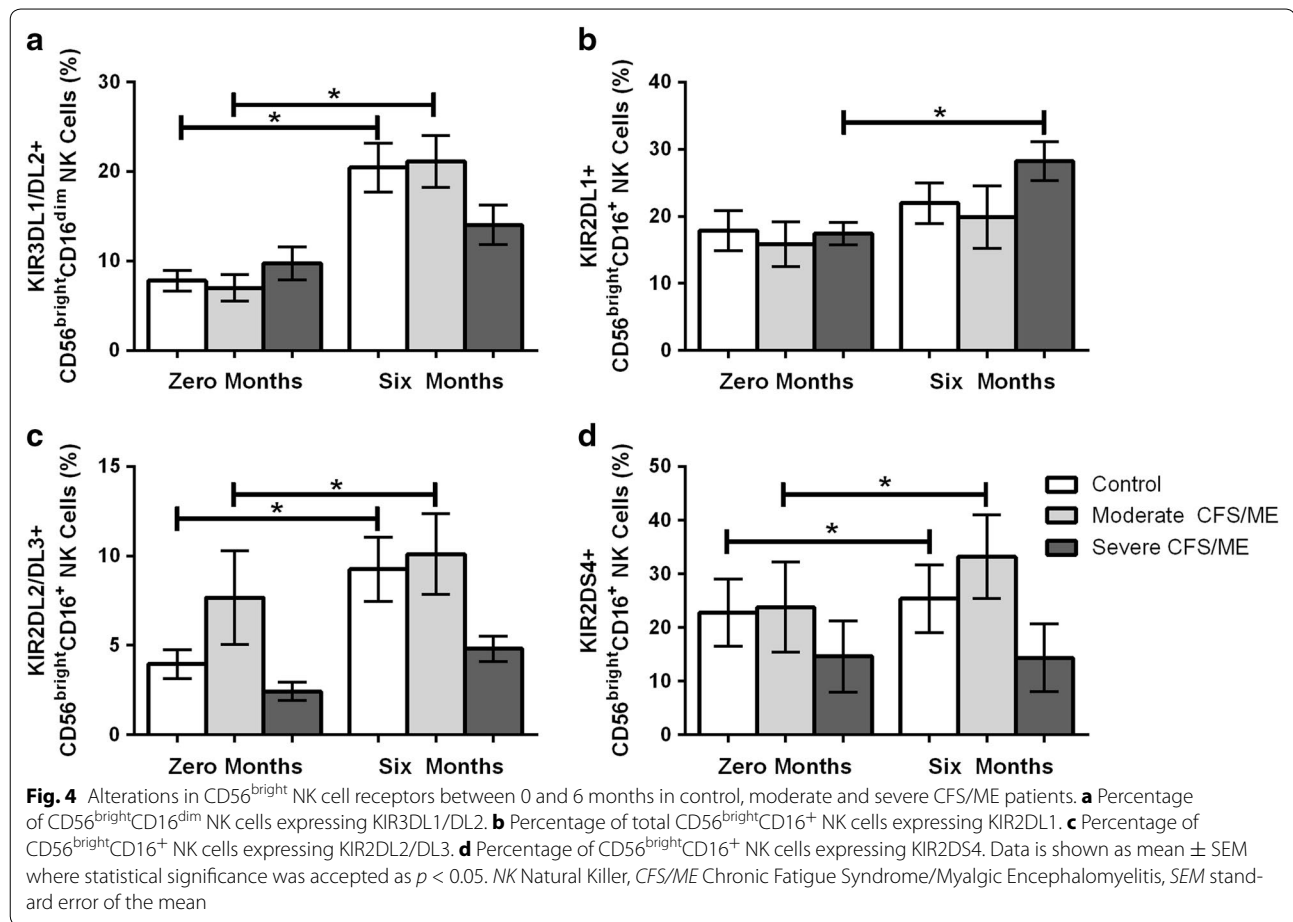 a
KIR3DL1/DL2+
CD56brightCD16dim NK Cells (%)
30
20
10
0
*
*
Zero Months
Six Months
b
KIR2DL1+
CD56brightCD16+ NK Cells (%)
40
30
20
10
0
*
Zero Months
Six Months
c
KIR2DL2/DL3+
CD56brightCD16+ NK Cells (%)
15
10
5
0
*
*
Zero Months
Six Months
d
KIR2DS4+
CD56brightCD16+ NK Cells (%)
50
40
30
20
10
0
*
*
Zero Months
Six Months
Control
Moderate CFS/ME
Severe CFS/ME
Fig. 4 Alterations in CD56bright NK cell receptors between 0 and 6 months in control, moderate and severe CFS/ME patients. a Percentage
of CD56brightCD16dim NK cells expressing KIR3DL1/DL2. b Percentage of total CD56brightCD16+ NK cells expressing KIR2DL1. c Percentage of
CD56brightCD16+ NK cells expressing KIR2DL2/DL3. d Percentage of CD56brightCD16+ NK cells expressing KIR2DS4. Data is shown as mean ± SEM
where statistical significance was accepted as p < 0.05. NK Natural Killer, CFS/ME Chronic Fatigue Syndrome/Myalgic Encephalomyelitis, SEM stand-
ard error of the mean